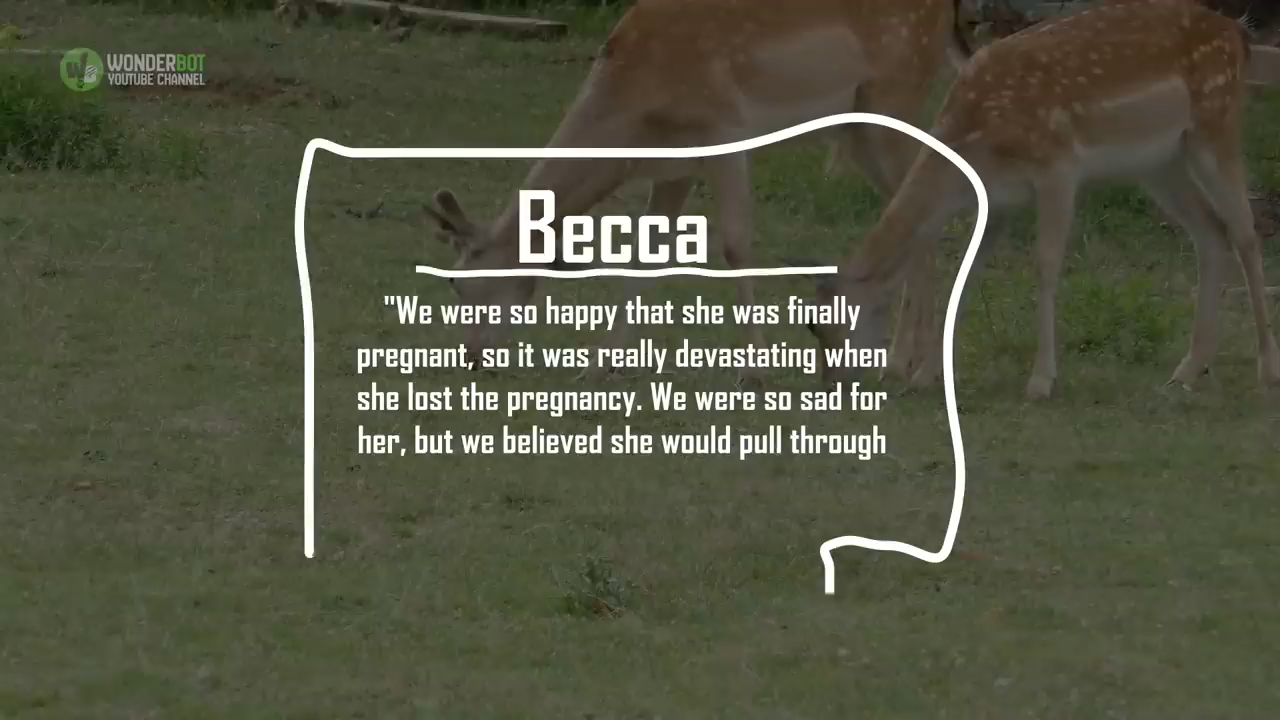 WONDERBOT
YOUTUBE CHANNEL
Becca
"We were so happy that she was finally
pregnant, so it was really devastating when
she lost the pregnancy. We were so sad for
her, but we believed she would pull through